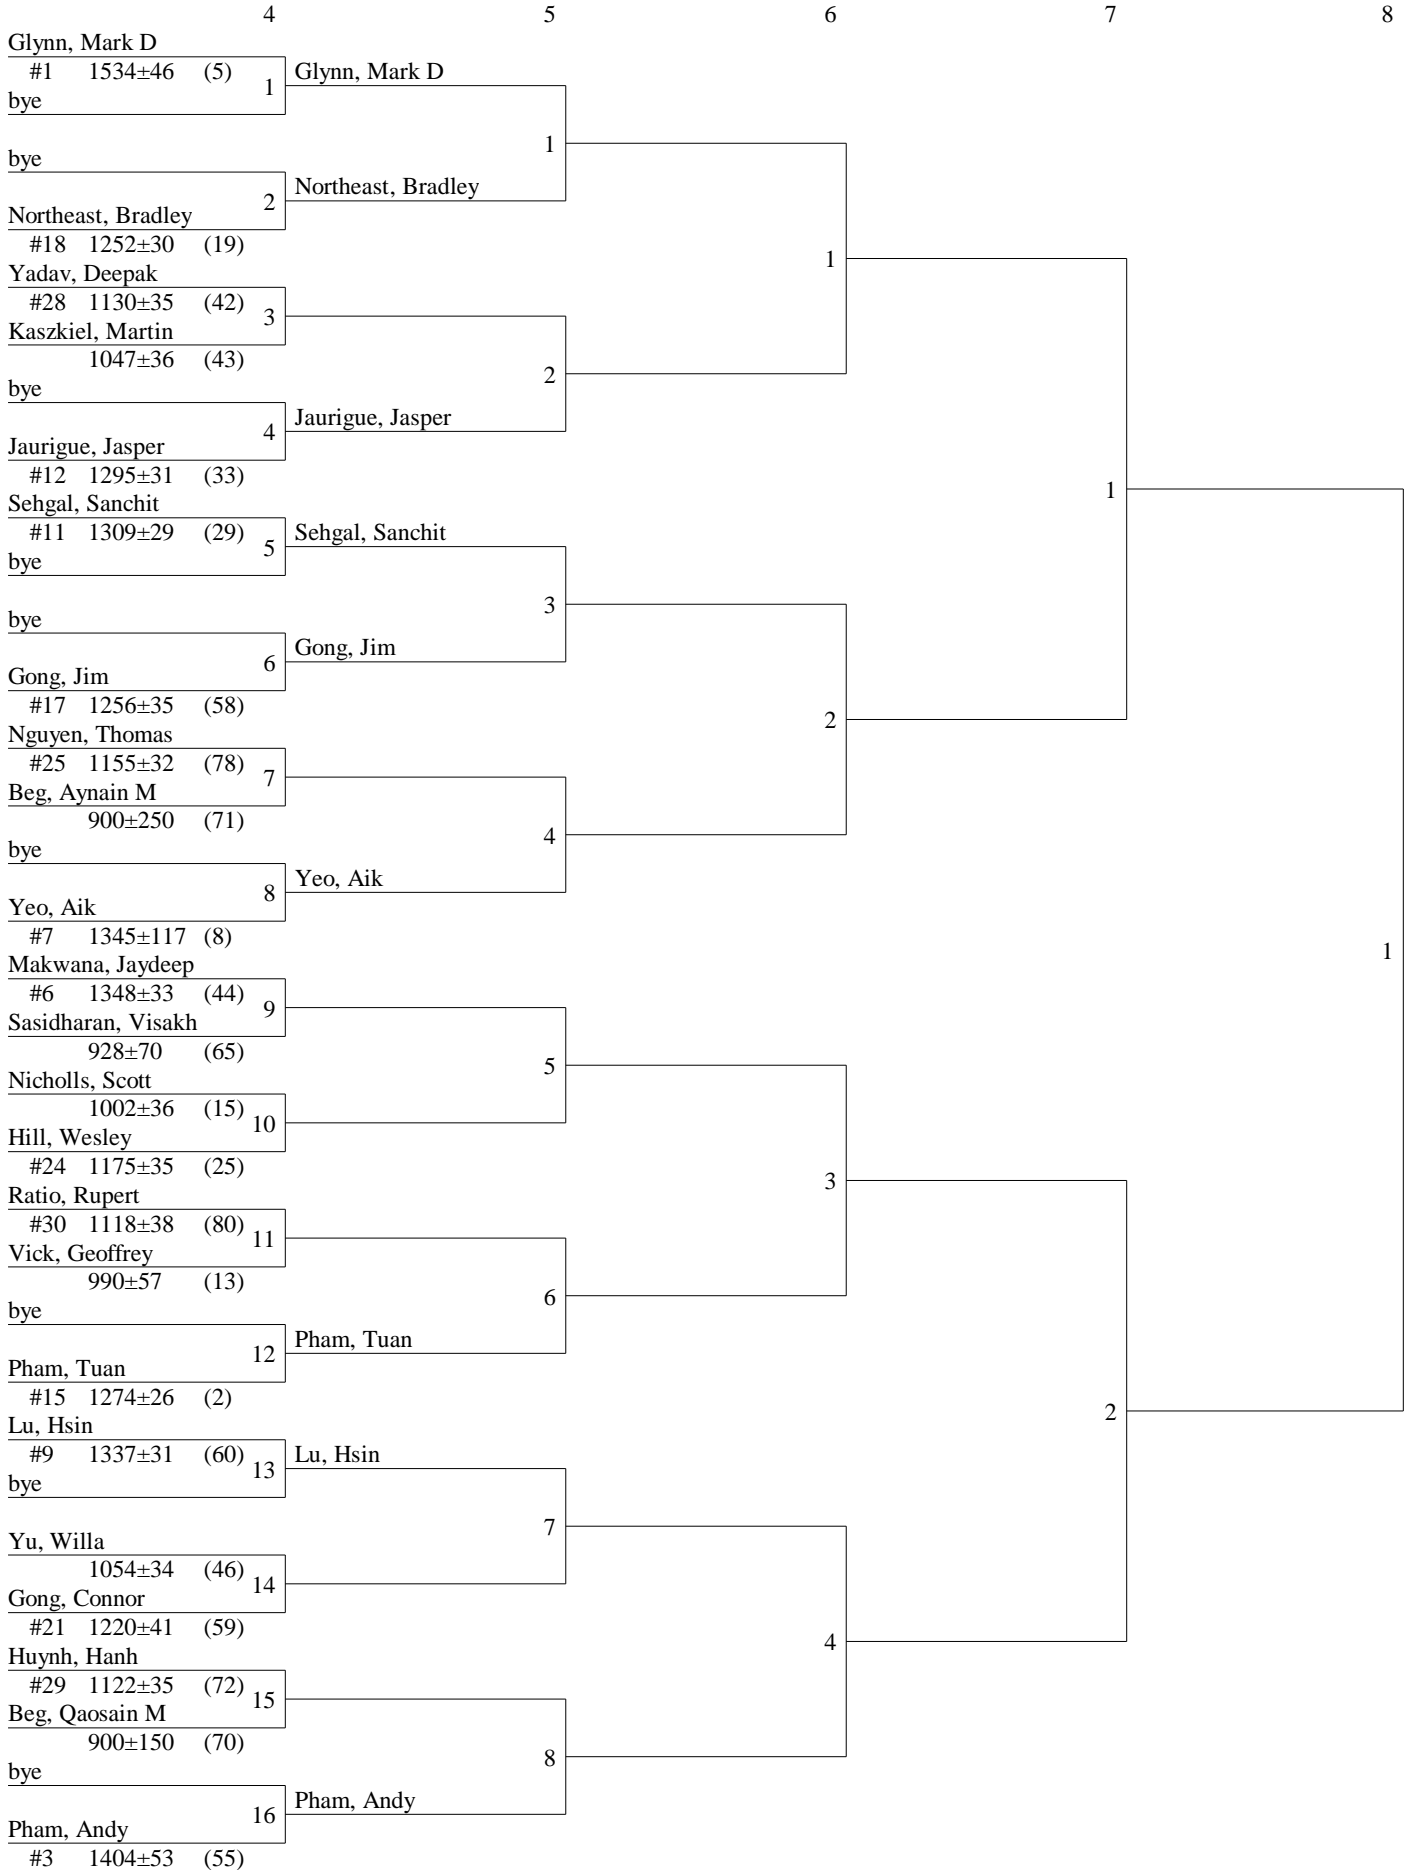 4 5 6 7 8
Glynn, Mark D
#1 1534±46 (5) 1 Glynn, Mark D
bye
1
bye
2 Northeast, Bradley
Northeast, Bradley
#18 1252±30 (19)
1
Yadav, Deepak
#28 1130±35 (42) 3
Kaszkiel, Martin
1047±36 (43)
2
bye
4 Jaurigue, Jasper
Jaurigue, Jasper
#12 1295±31 (33)
1
Sehgal, Sanchit
#11 1309±29 (29) 5 Sehgal, Sanchit
bye
3
bye
6 Gong, Jim
Gong, Jim
#17 1256±35 (58)
2
Nguyen, Thomas
#25 1155±32 (78) 7
Beg, Aynain M
900±250 (71)
4
bye
8 Yeo, Aik
Yeo, Aik
#7 1345±117 (8)
1
Makwana, Jaydeep
#6 1348±33 (44) 9
Sasidharan, Visakh
928±70 (65)
5
Nicholls, Scott
1002±36 (15) 10
Hill, Wesley
#24 1175±35 (25)
3
Ratio, Rupert
#30 1118±38 (80) 11
Vick, Geoffrey
990±57 (13)
6
bye
12 Pham, Tuan
Pham, Tuan
#15 1274±26 (2)
2
Lu, Hsin
#9 1337±31 (60) 13 Lu, Hsin
bye
7
Yu, Willa
1054±34 (46) 14
Gong, Connor
#21 1220±41 (59)
4
Huynh, Hanh
#29 1122±35 (72) 15
Beg, Qaosain M
900±150 (70)
8
bye
16 Pham, Andy
Pham, Andy
#3 1404±53 (55)